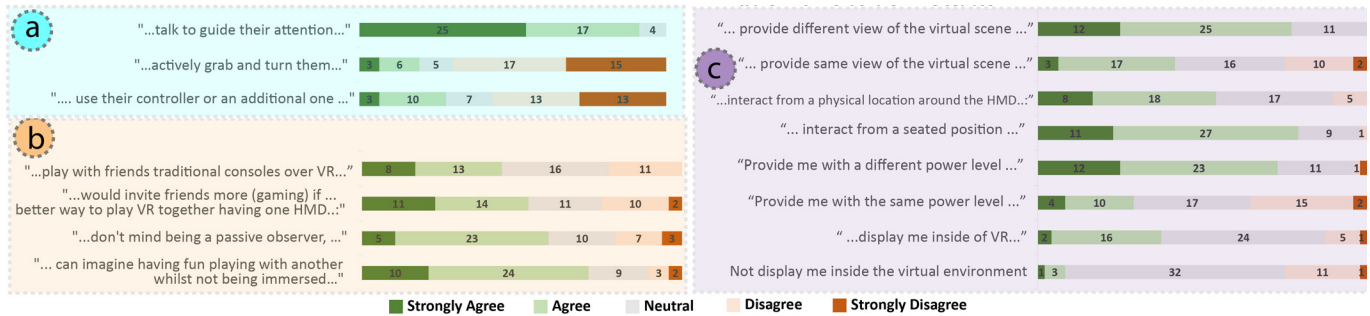 a
"...talk to guide their attention..."
25 17 4
"...actively grab and turn them..."
3 6 5 17 15
".... use their controller or an additional one ..."
3 10 7 13 13
b
"...play with friends traditional consoles over VR..."
8 13 16 11
"...would invite friends more (gaming) if ...
better way to play VR together having one HMD..:"
11 14 11 10 2
"...don't mind being a passive observer, ..."
5 23 10 7 3
"... can imagine having fun playing with another
whilst not being immersed..."
10 24 9 3 2
c
"... provide different view of the virtual scene ..."
12 25 11
"... provide same view of the virtual scene ..."
3 17 16 10 2
"...interact from a physical location around the HMD..:"
8 18 17 5
"... interact from a seated position ..."
11 27 9 1
"Provide me with a different power level ..."
12 23 11 1
"Provide me with the same power level ..."
4 10 17 15 2
"...display me inside of VR..."
2 16 24 5 1
Not display me inside the virtual environment
1 3 32 11 1
Strongly Agree Agree Neutral Disagree Strongly Disagree